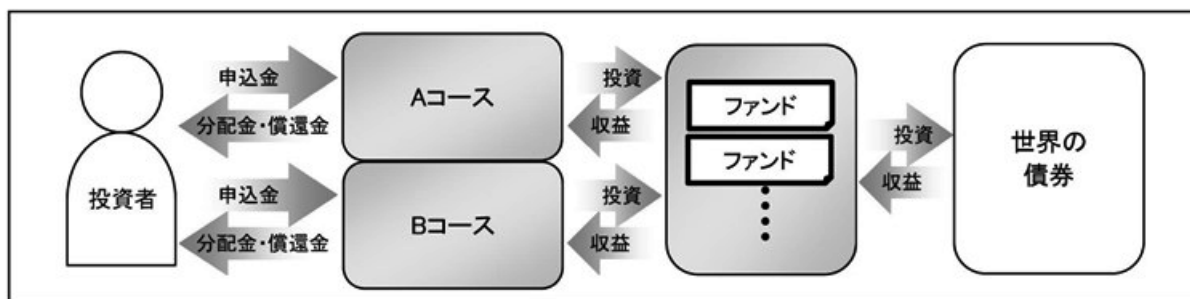 投資者
申込金
分配金・償還金
申込金
分配金・償還金
Aコース
Bコース
投資
収益
投資
収益
ファンド
ファンド
投資
収益
世界の
債券